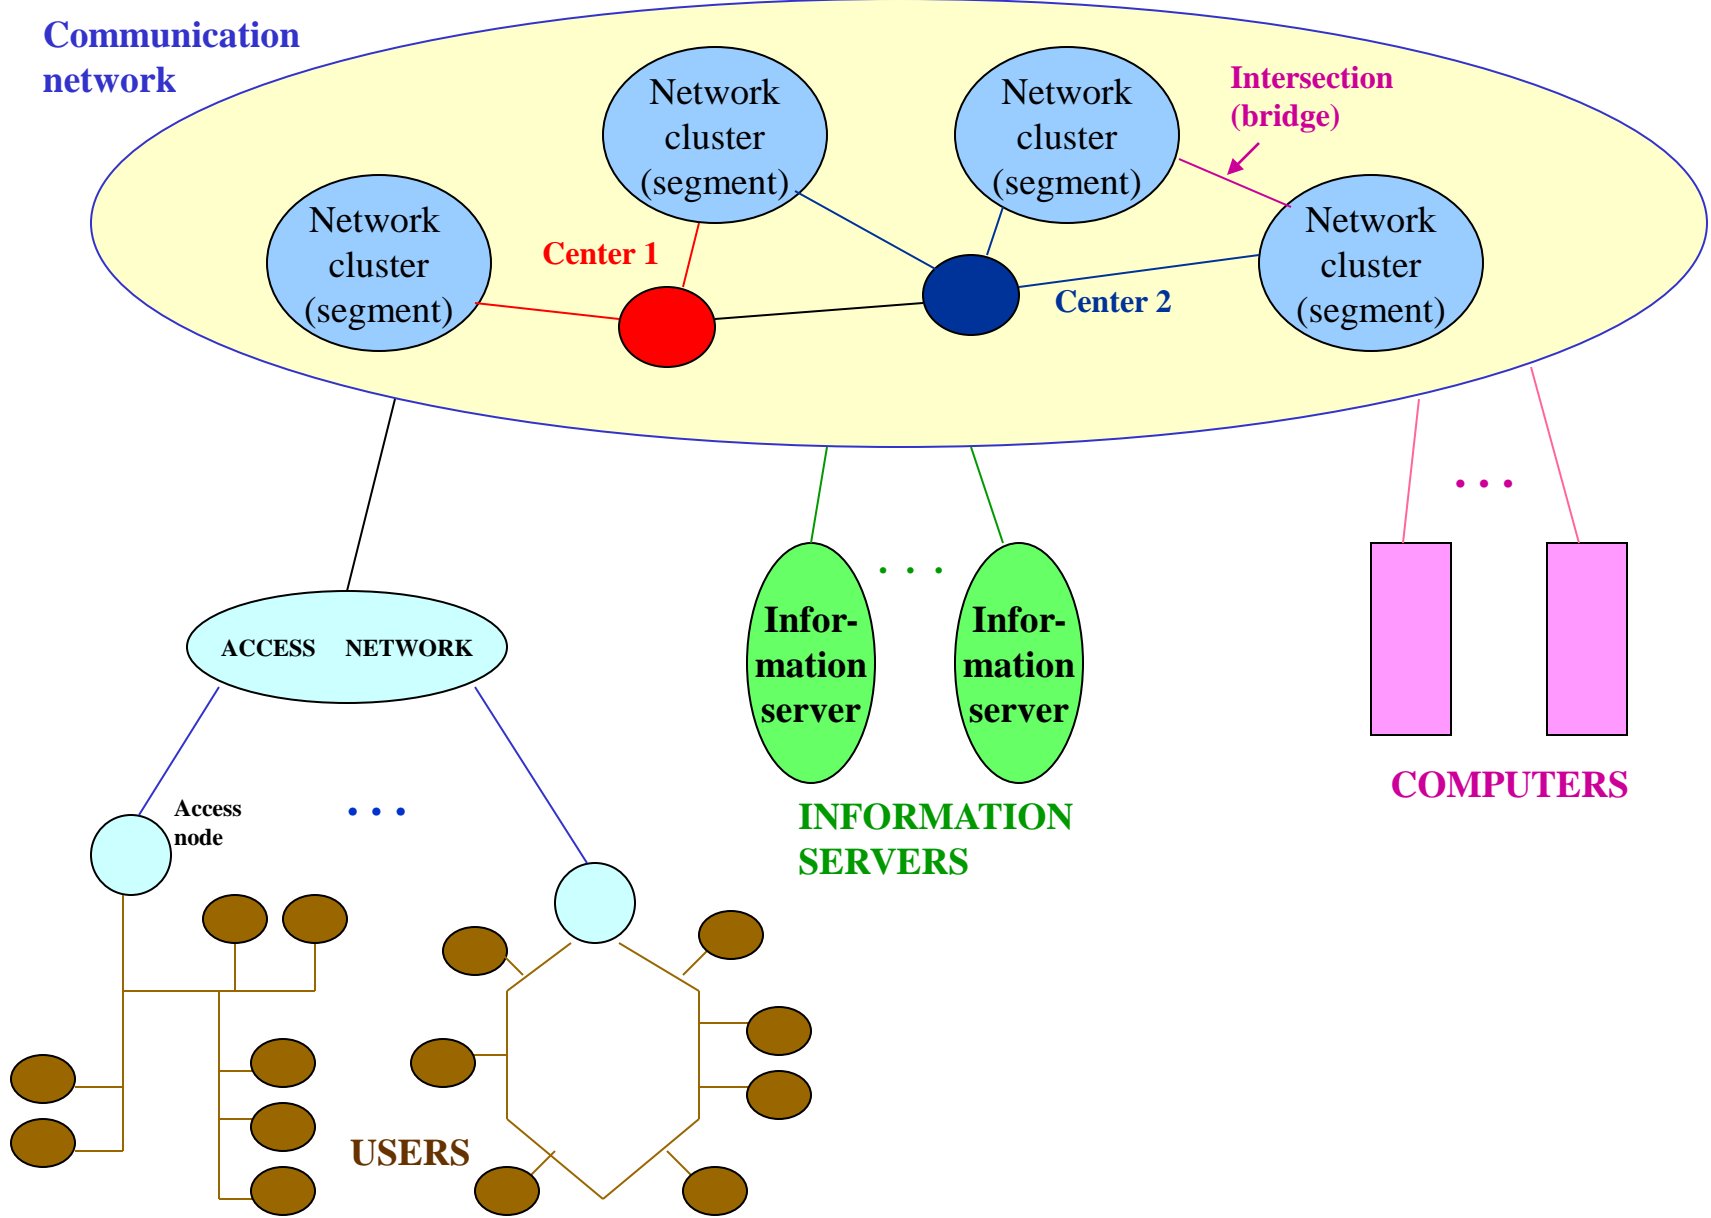 Communication
network
Network
cluster
(segment)
Network
cluster
(segment)
Intersection
(bridge)
Network
cluster
(segment)
Network
cluster
(segment)
Center 1
Center 2
. . .
. . .
ACCESS NETWORK
Infor-
mation
server
Infor-
mation
server
COMPUTERS
Access
node
. . .
INFORMATION
SERVERS
USERS